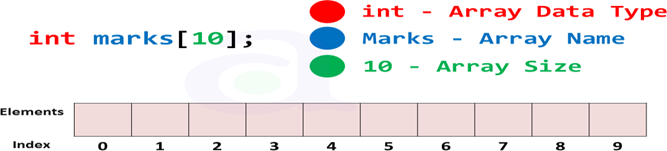 int marks[10];
int - Array Data Type
Marks - Array Name
10 - Array Size
Elements
Index 0 1 2 3 4 5 6 7 8 9